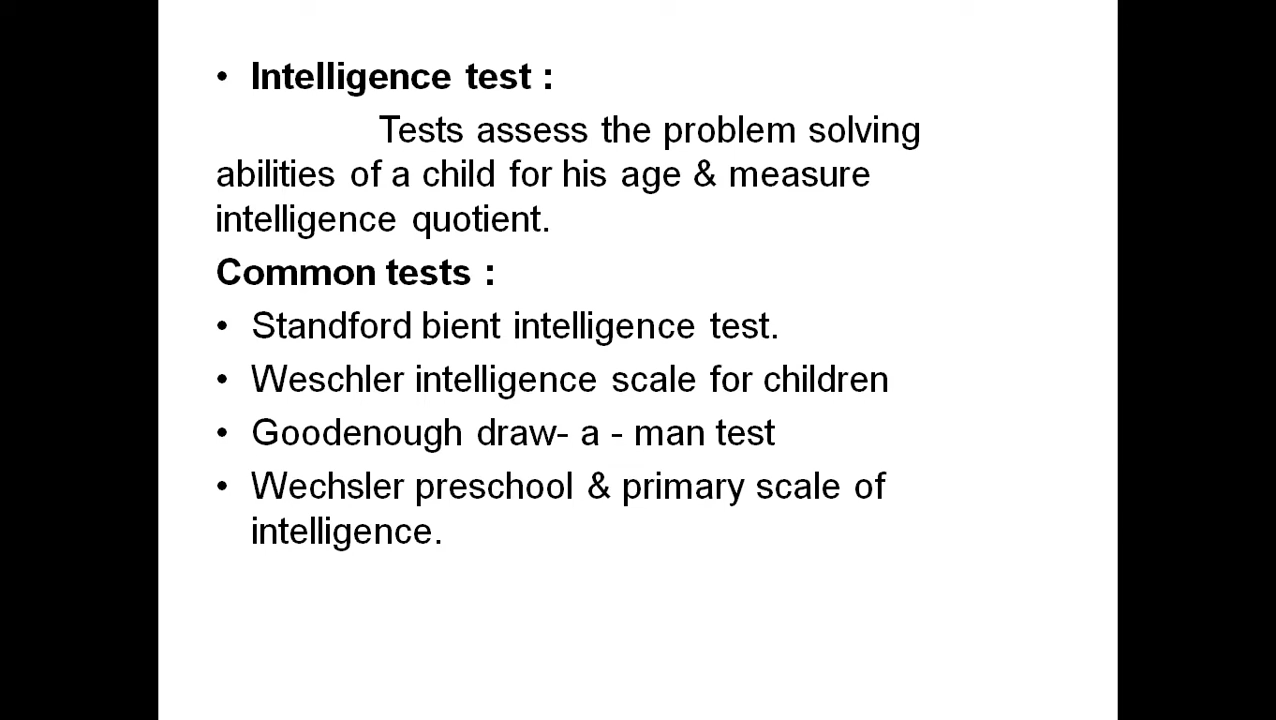 • Intelligence test :
Tests assess the problem solving
abilities of a child for his age & measure
intelligence quotient.
Common tests :
• Standford bient intelligence test.
• Weschler intelligence scale for children
• Goodenough draw- a - man test
• Wechsler preschool & primary scale of
intelligence.